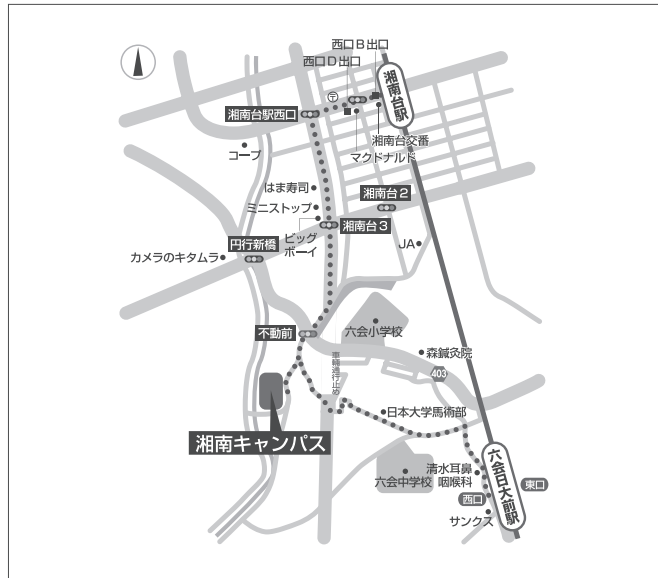 西口B出口
西口D出口
湘南台駅
〒
湘南台駅西口
湘南台交番
マクドナルド
コープ
はま寿司
湘南台2
ミニストップ
湘南台3
ビッグ
ボーイ
円行新橋
JA
カメラのキタムラ
不動前
六会小学校
車輛通行止め
森鍼灸院
403
日本大学馬術部
湘南キャンパス
六会中学校
清水耳鼻
咽喉科
六会日大前駅
東口
西口
サンクス